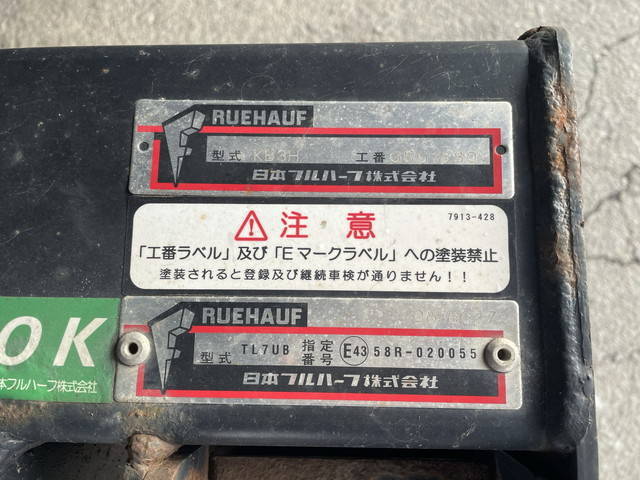 RUEHAUF
型式 KB3H 工番
日本フルハーフ株式会社
注意
7913-428
「工番ラベル」及び「Eマークラベル」への塗装禁止
塗装されると登録及び継続車検が通りません!!
OK
本フルハーフ株式会社
RUEHAUF
型式 TL7UB 指定番号 E43 58R-020055
日本フルハーフ株式会社